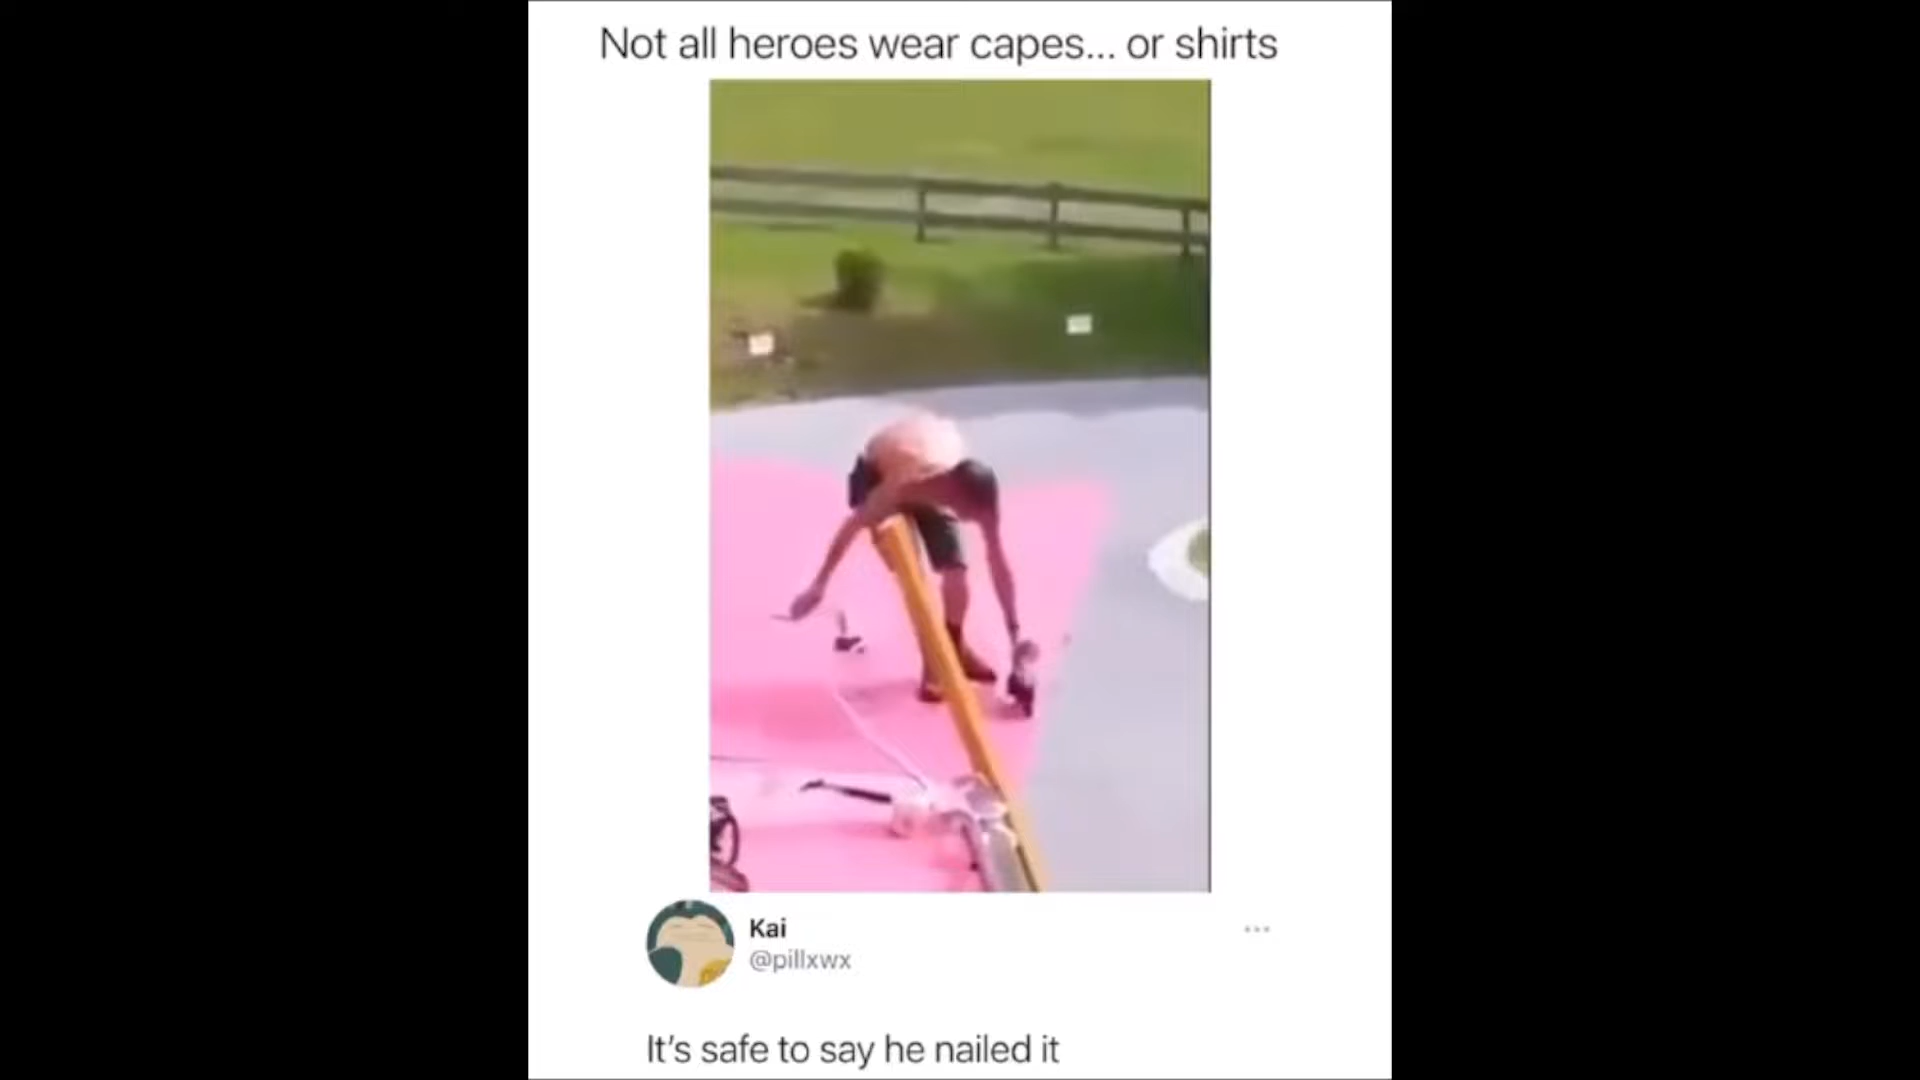 Not all heroes wear capes... or shirts
Kai
@pillxwx
It's safe to say he nailed it